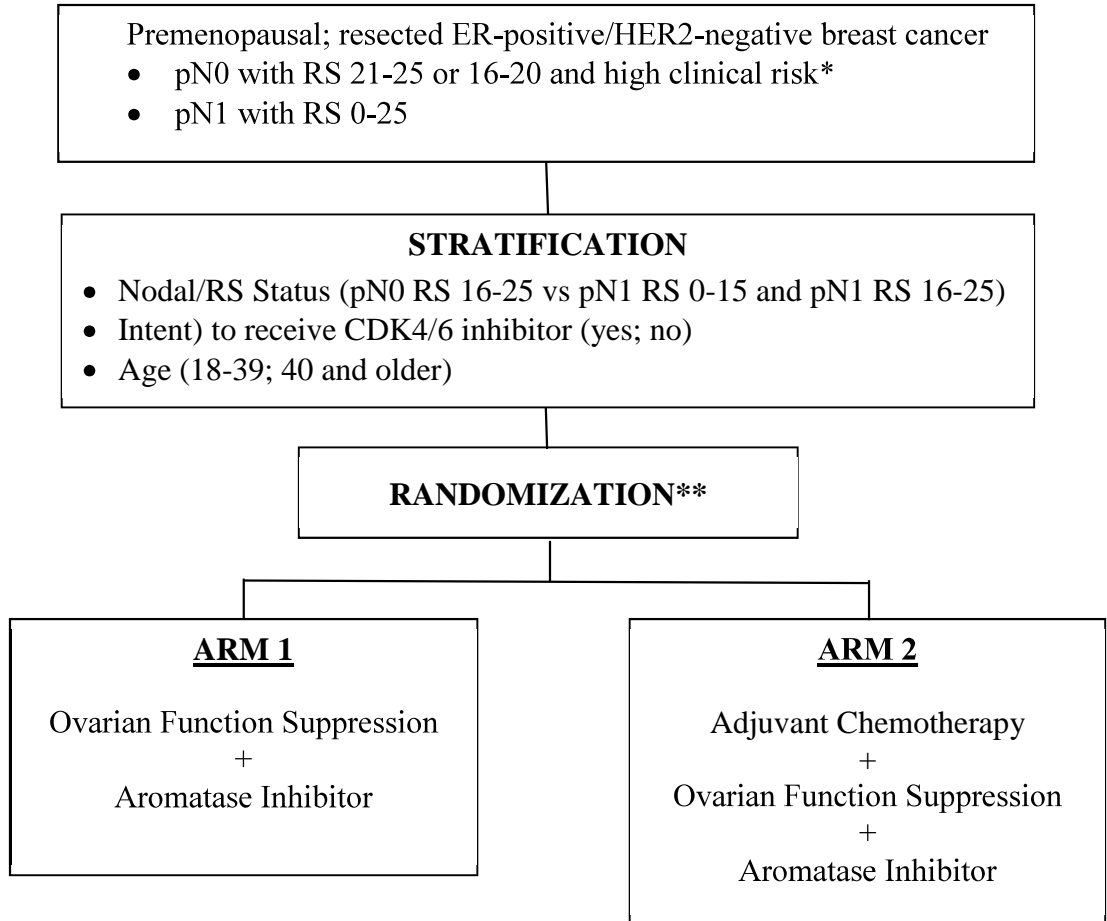 Premenopausal; resected ER-positive/HER2-negative breast cancer
• pN0 with RS 21-25 or 16-20 and high clinical risk*
• pN1 with RS 0-25
STRATIFICATION
• Nodal/RS Status (pN0 RS 16-25 vs pN1 RS 0-15 and pN1 RS 16-25)
• Intent) to receive CDK4/6 inhibitor (yes; no)
• Age (18-39; 40 and older)
RANDOMIZATION**
ARM 1
Ovarian Function Suppression
+
Aromatase Inhibitor
ARM 2
Adjuvant Chemotherapy
+
Ovarian Function Suppression
+
Aromatase Inhibitor